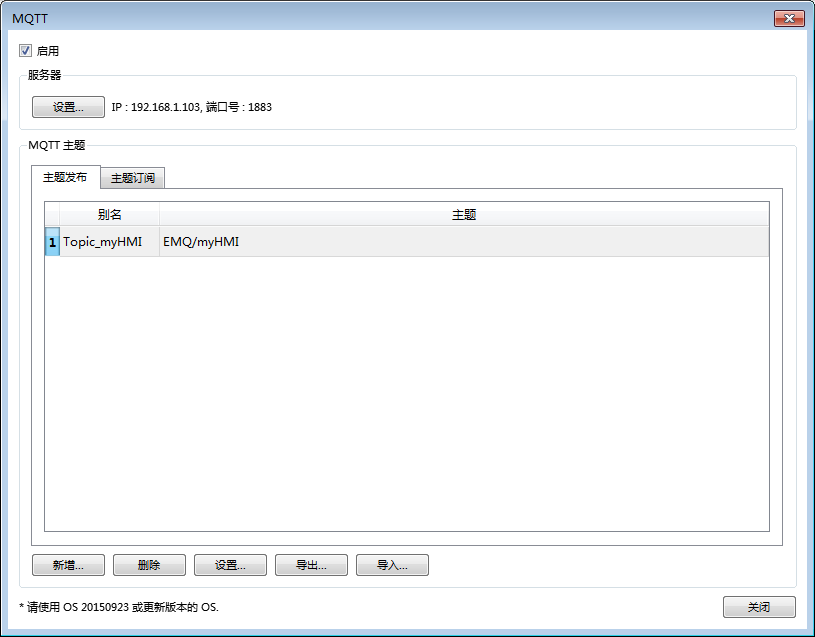 MQTT
启用
服务器
设置... IP : 192.168.1.103, 端口号 : 1883
MQTT 主题
主题发布 主题订阅
别名 主题
1 Topic_myHMI EMQ/myHMI
新增... 删除 设置... 导出... 导入...
* 请使用 OS 20150923 或更新版本的 OS. 关闭